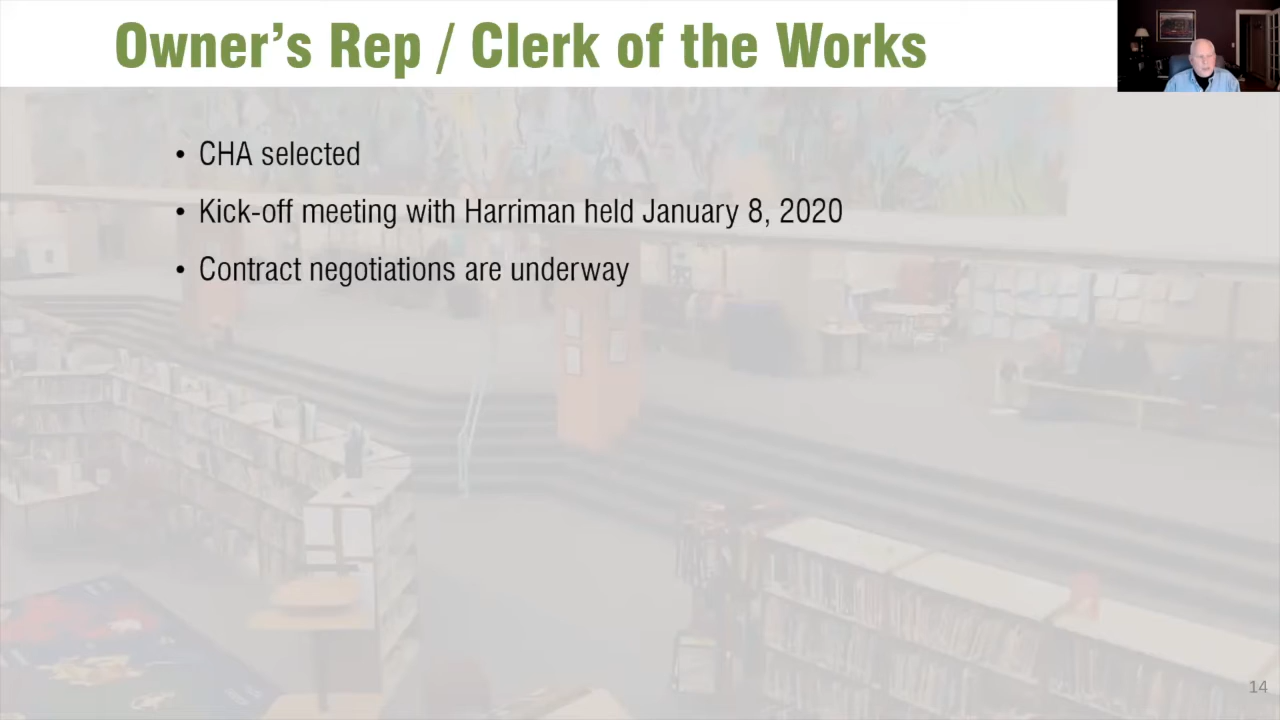 Owner's Rep / Clerk of the Works
• CHA selected
• Kick-off meeting with Harriman held January 8, 2020
• Contract negotiations are underway
14